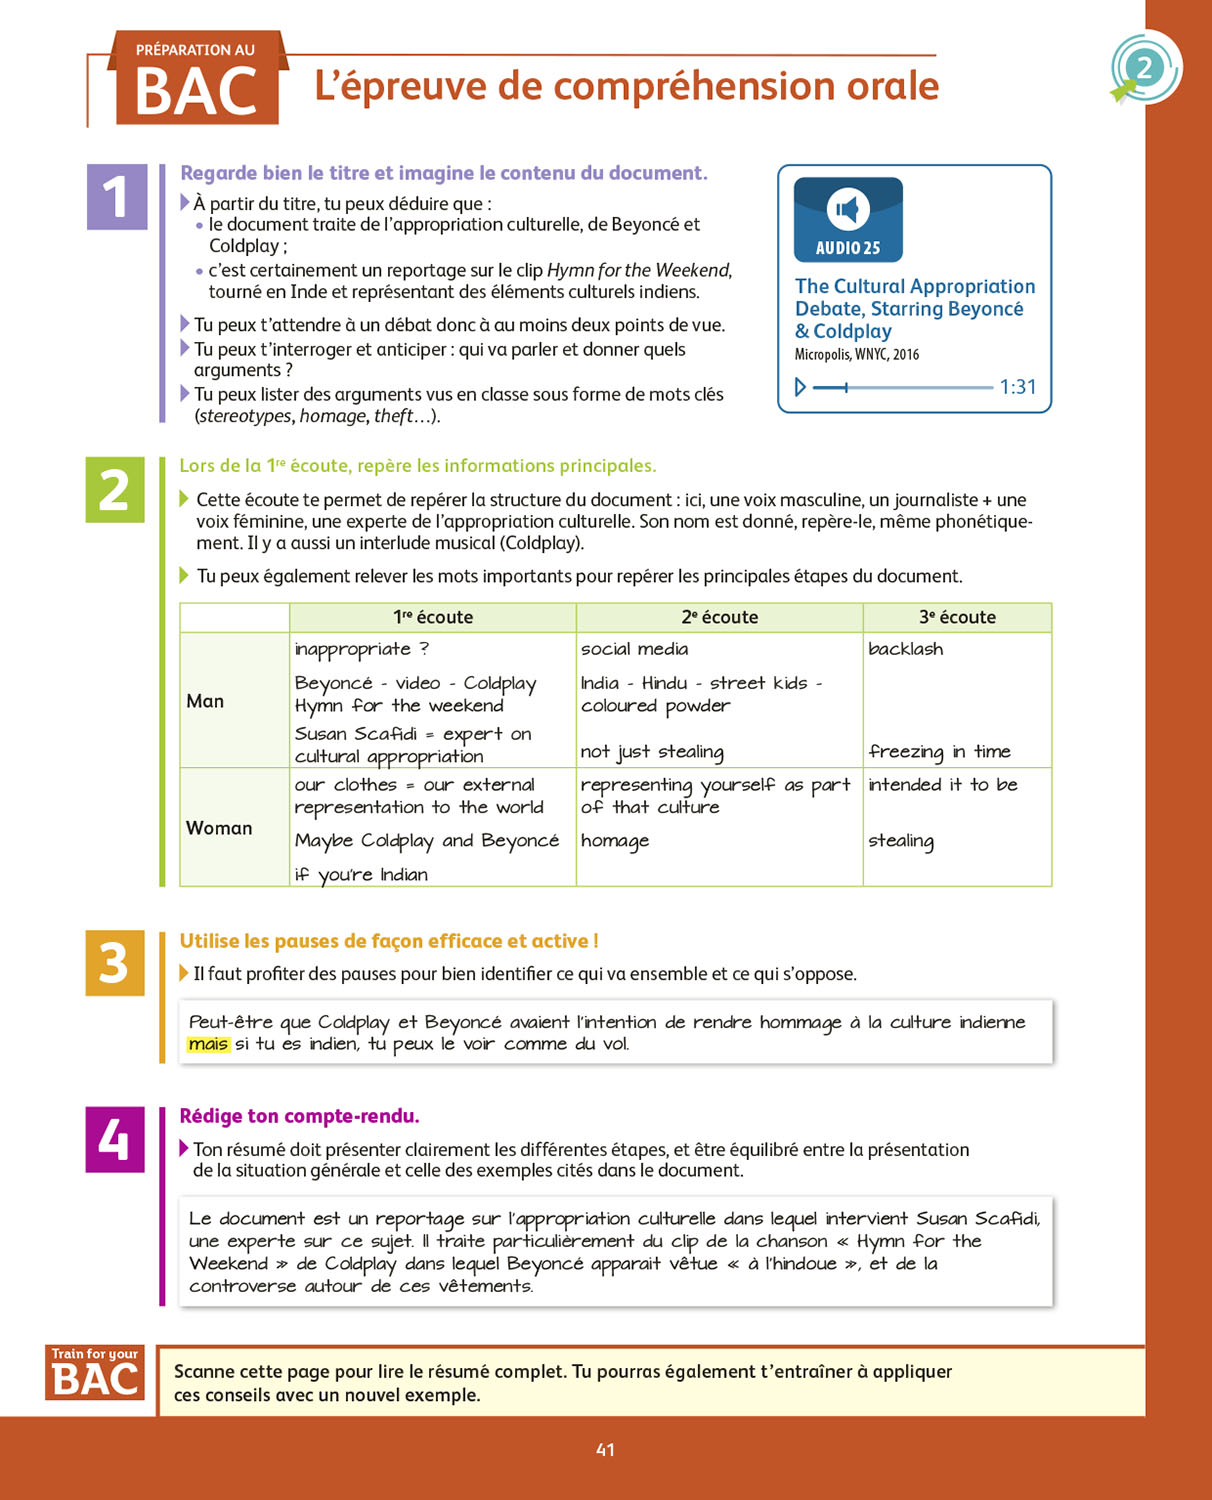 PRÉPARATION AU
BAC
L'épreuve de compréhension orale
2
1
Regarde bien le titre et imagine le contenu du document.
À partir du titre, tu peux déduire que :
• le document traite de l'appropriation culturelle, de Beyoncé et
Coldplay ;
• c'est certainement un reportage sur le clip Hymn for the Weekend,
tourné en Inde et représentant des éléments culturels indiens.
Tu peux t'attendre à un débat donc à au moins deux points de vue.
Tu peux t'interroger et anticiper : qui va parler et donner quels
arguments ?
Tu peux lister des arguments vus en classe sous forme de mots clés
(stereotypes, homage, theft…).
AUDIO 25
The Cultural Appropriation
Debate, Starring Beyoncé
& Coldplay
Micropolis, WNYC, 2016
1:31
2
Lors de la 1re écoute, repère les informations principales.
Cette écoute te permet de repérer la structure du document : ici, une voix masculine, un journaliste + une
voix féminine, une experte de l'appropriation culturelle. Son nom est donné, repère-le, même phonétique-
ment. Il y a aussi un interlude musical (Coldplay).
Tu peux également relever les mots importants pour repérer les principales étapes du document.
1re écoute 2e écoute 3e écoute
Man
inappropriate ?
Beyoncé - video - Coldplay
Hymn for the weekend
Susan Scafidi = expert on
cultural appropriation
social media
India - Hindu - street kids -
coloured powder
not just stealing
backlash
freezing in time
Woman
our clothes = our external
representation to the world
Maybe Coldplay and Beyoncé
if you're Indian
representing yourself as part
of that culture
homage
intended it to be
stealing
3
Utilise les pauses de façon efficace et active !
Il faut profiter des pauses pour bien identifier ce qui va ensemble et ce qui s'oppose.
Peut-être que Coldplay et Beyoncé avaient l'intention de rendre hommage à la culture indienne
mais si tu es indien, tu peux le voir comme du vol.
4
Rédige ton compte-rendu.
Ton résumé doit présenter clairement les différentes étapes, et être équilibré entre la présentation
de la situation générale et celle des exemples cités dans le document.
Le document est un reportage sur l'appropriation culturelle dans lequel intervient Susan Scafidi,
une experte sur ce sujet. Il traite particulièrement du clip de la chanson « Hymn for the
Weekend » de Coldplay dans lequel Beyoncé apparait vêtue « à l'hindoue », et de la
controverse autour de ces vêtements.
Train for your
BAC
Scanne cette page pour lire le résumé complet. Tu pourras également t'entraîner à appliquer
ces conseils avec un nouvel exemple.
41